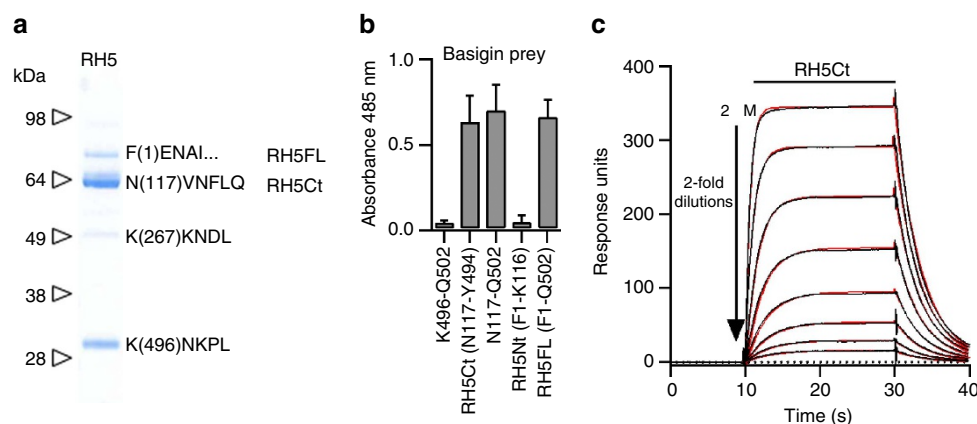 a
RH5
kDa
98
64
49
38
28
F(1)ENAI... RH5FL
N(117)VNFLQ RH5Ct
K(267)KNDL
K(496)NKPL
b
Basigin prey
Absorbance 485 nm
1.0
0.5
0.0
K496-Q502
RH5Ct (N117-Y494)
N117-Q502
RH5Nt (F1-K116)
RH5FL (F1-Q502)
c
RH5Ct
2 M
2-fold
dilutions
Response units
400
300
200
100
0
0 10 20 30 40
Time (s)